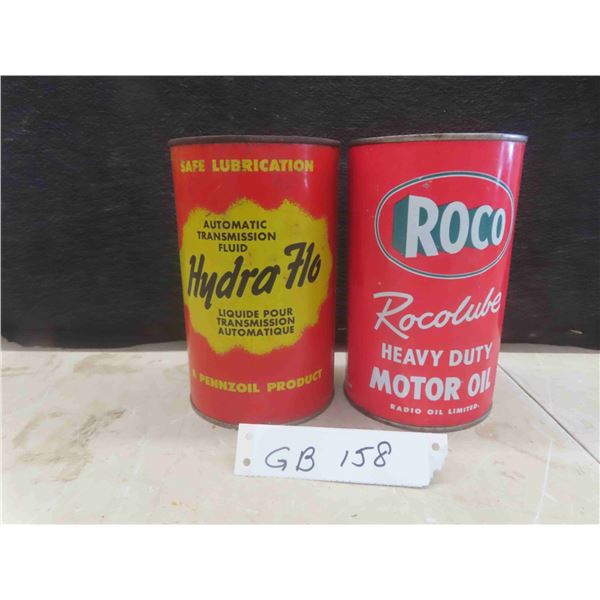 SAFE LUBRICATION
AUTOMATIC
TRANSMISSION
FLUID
Hydra Flo
LIQUIDE POUR
TRANSMISSION
AUTOMATIQUE
A PENNZOIL PRODUCT
ROCO
Rocolube
HEAVY DUTY
MOTOR OIL
RADIO OIL LIMITED.
GB 158